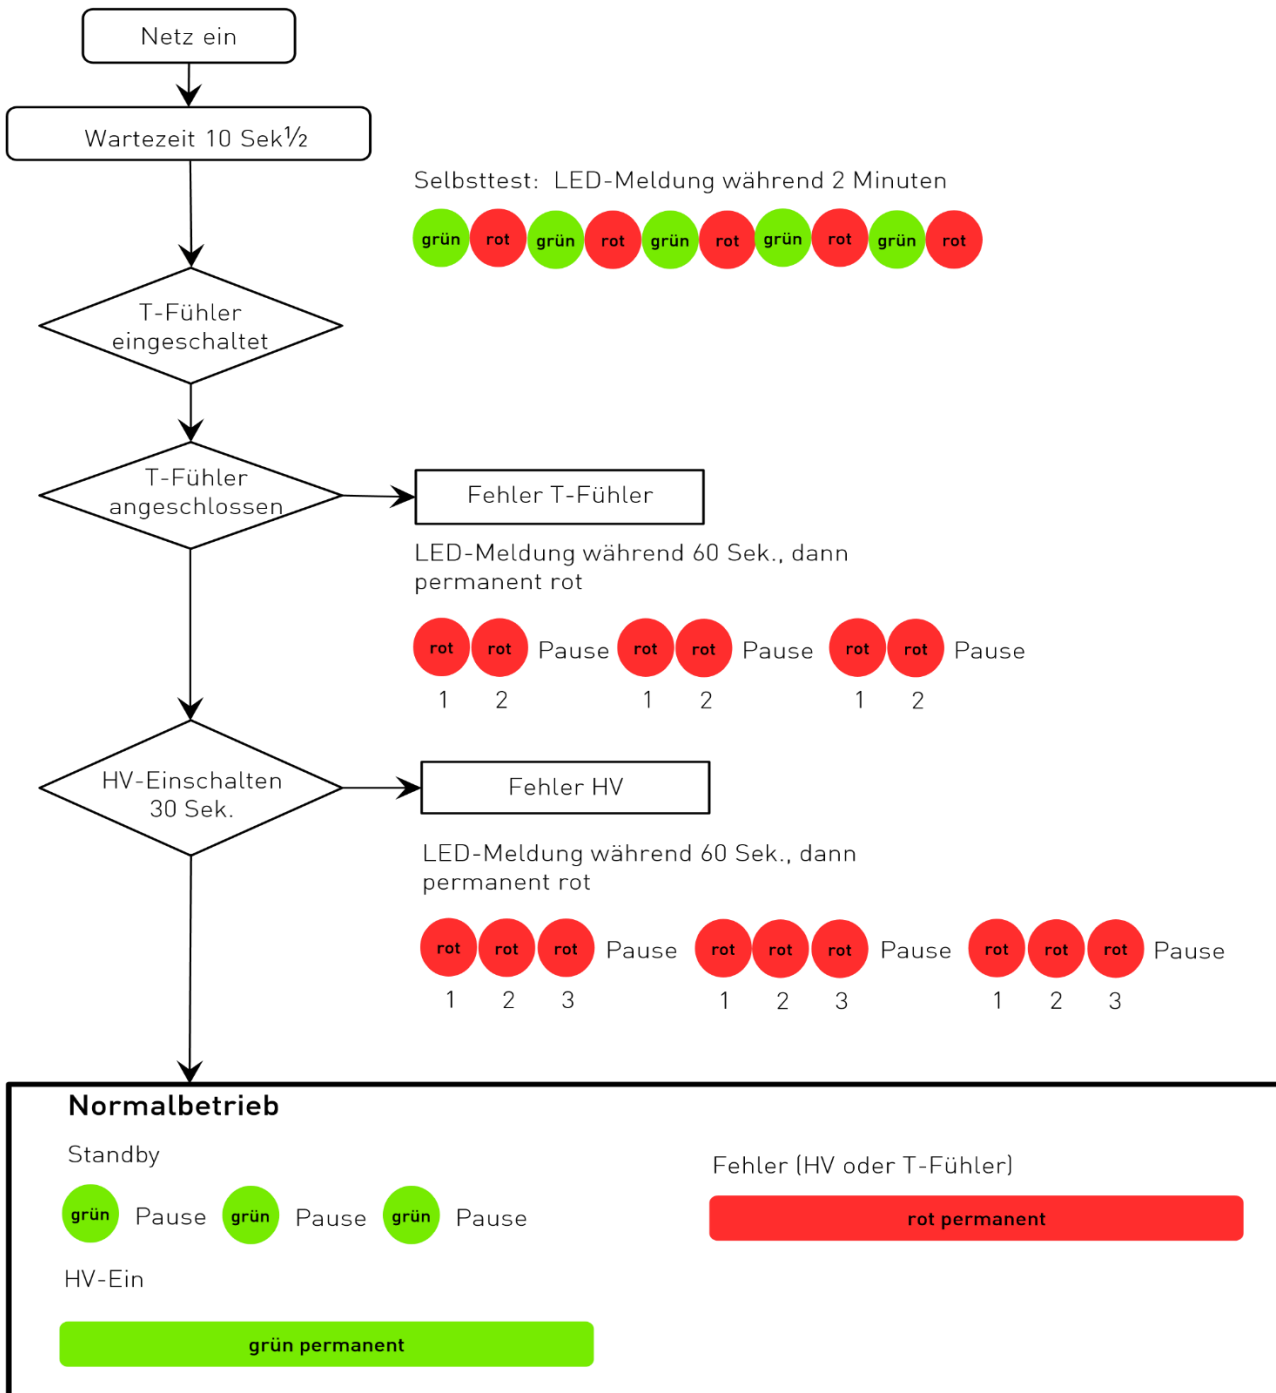 Netz ein
Wartezeit 10 Sek½
Selbsttest: LED-Meldung während 2 Minuten
grün rot grün rot grün rot grün rot grün rot
T-Fühler
eingeschaltet
T-Fühler
angeschlossen
Fehler T-Fühler
LED-Meldung während 60 Sek., dann
permanent rot
rot rot Pause rot rot Pause rot rot Pause
1 2 1 2 1 2
HV-Einschalten
30 Sek.
Fehler HV
LED-Meldung während 60 Sek., dann
permanent rot
rot rot rot Pause rot rot rot Pause rot rot rot Pause
1 2 3 1 2 3 1 2 3
Normalbetrieb
Standby
grün Pause grün Pause grün Pause
Fehler (HV oder T-Fühler)
rot permanent
HV-Ein
grün permanent